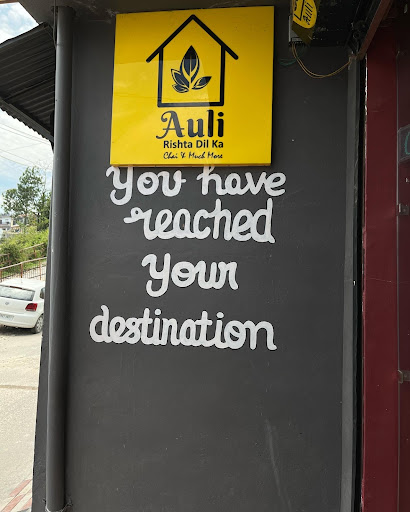 Auli
Rishta Dil Ka
Chai & Much More
You have
reached
your
destination